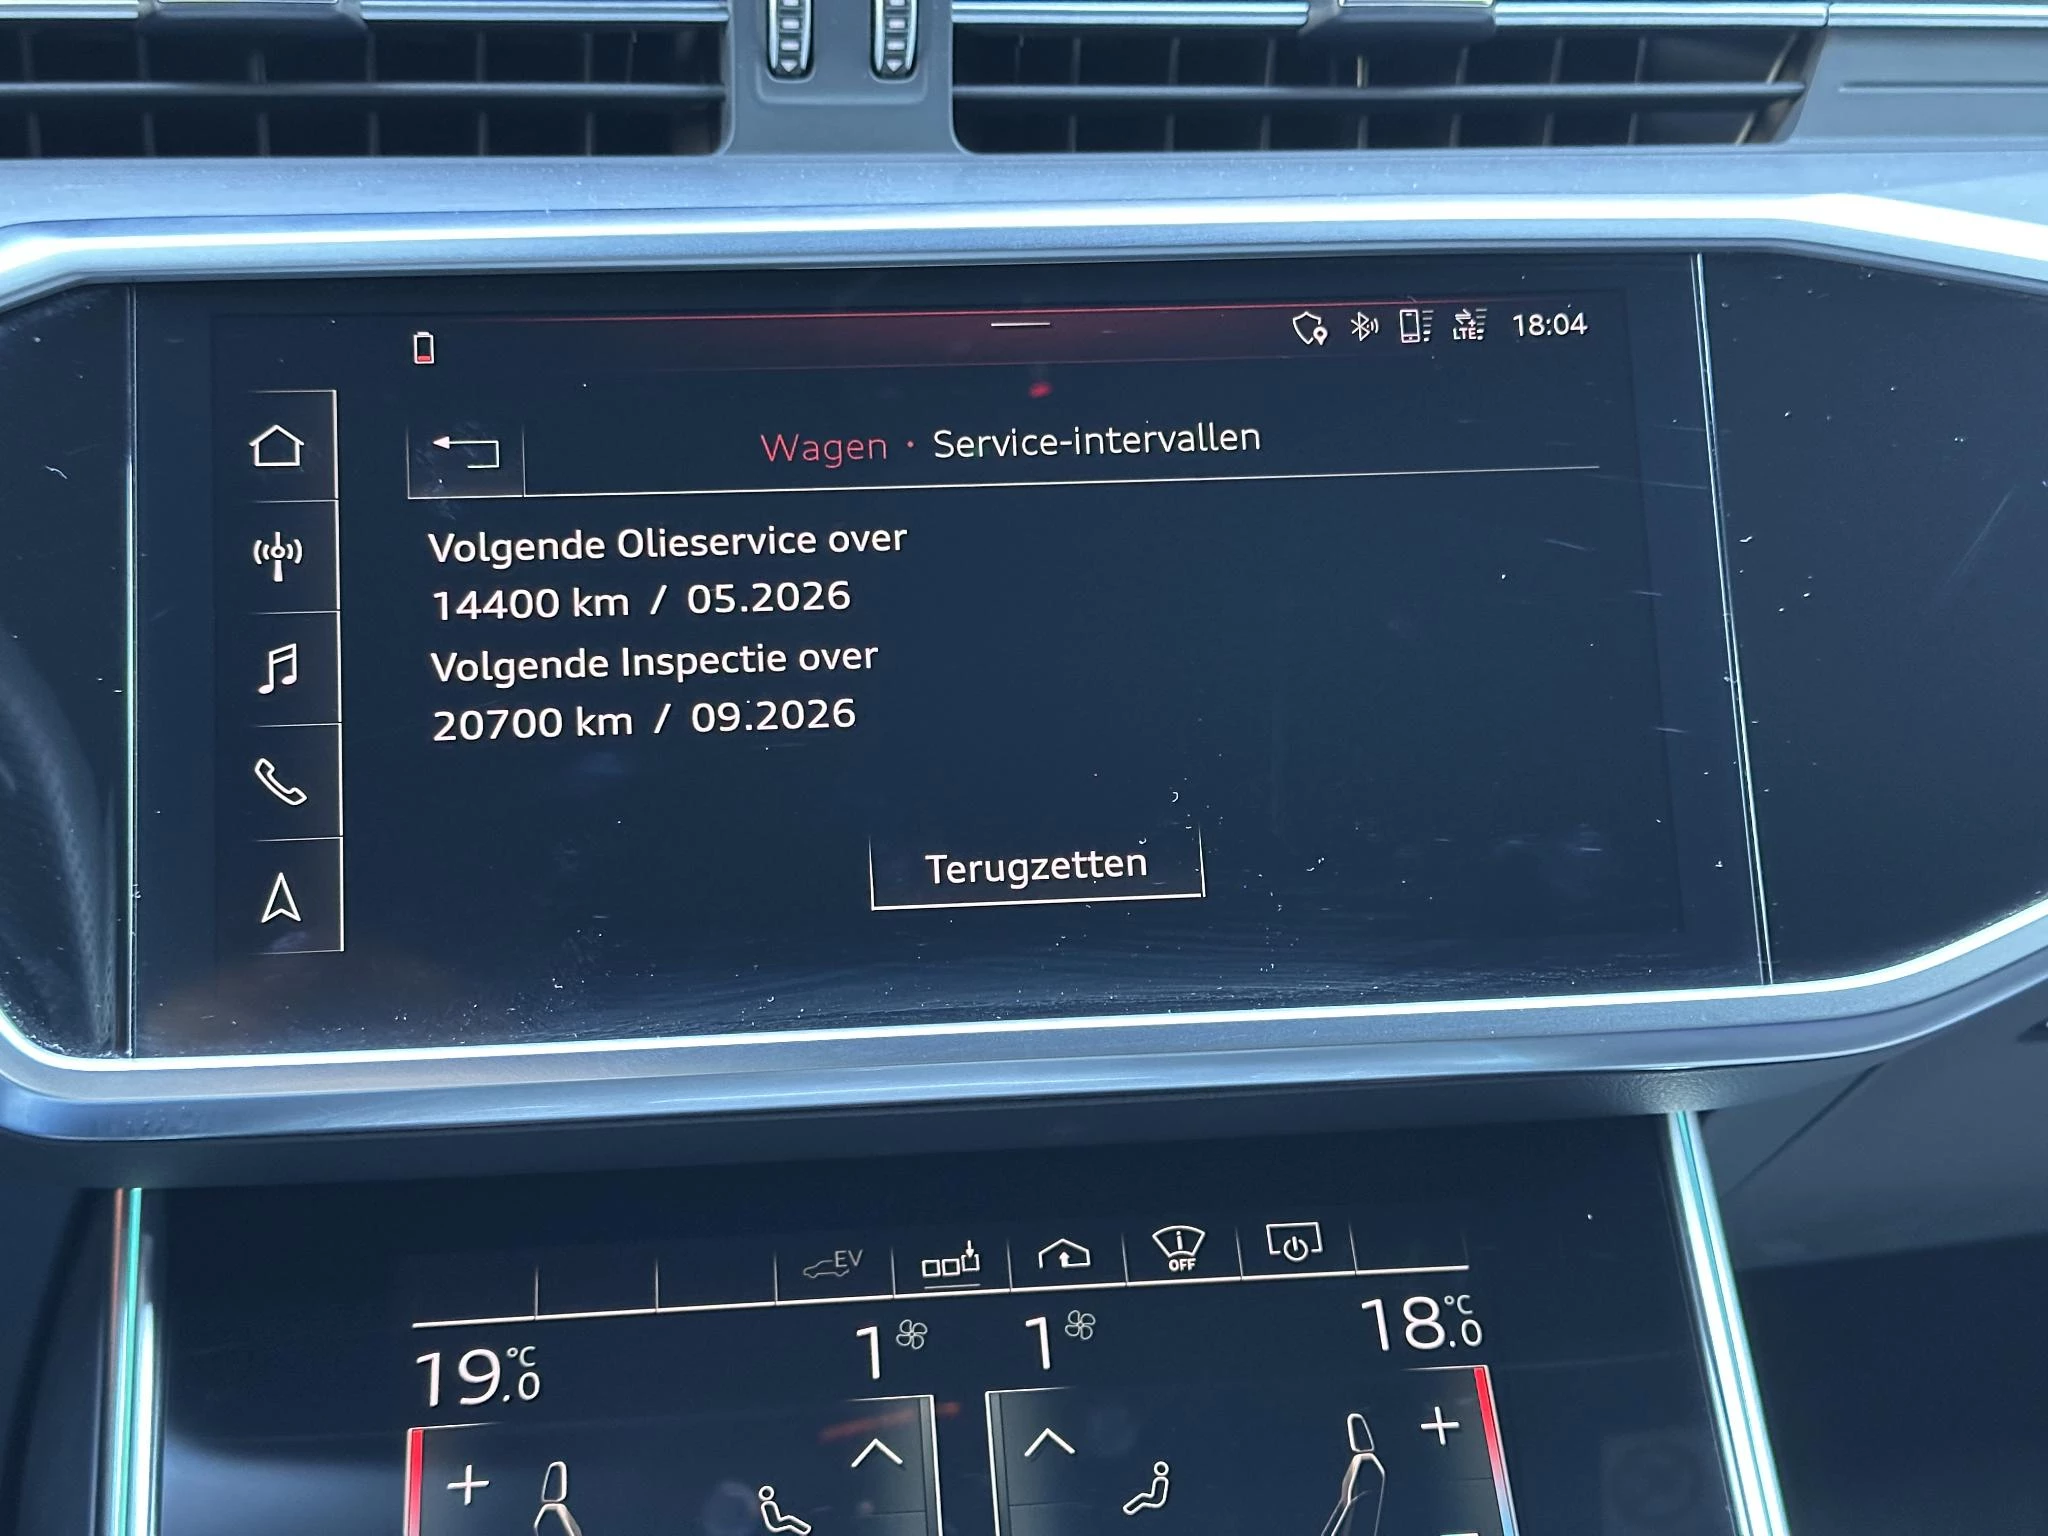 LTE 18:04
Wagen · Service-intervallen
Volgende Olieservice over
14400 km / 05.2026
Volgende Inspectie over
20700 km / 09.2026
Terugzetten
EV OFF
19.0 °C 1 1 18.0 °C